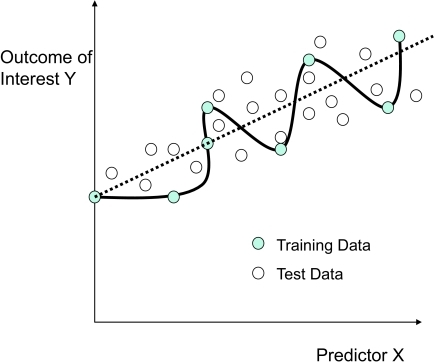 Outcome of
Interest Y
Training Data
Test Data
Predictor X